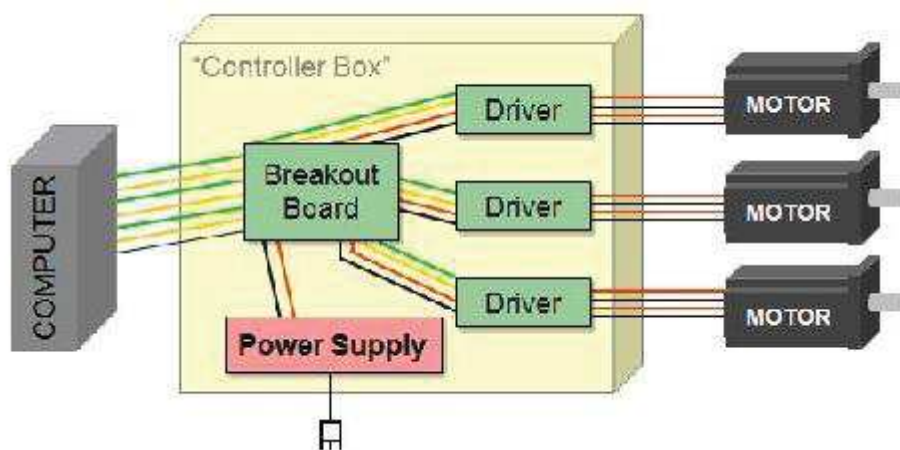 "Controller Box"
Driver
MOTOR
Breakout
Board
COMPUTER
Driver
MOTOR
Driver
MOTOR
Power Supply